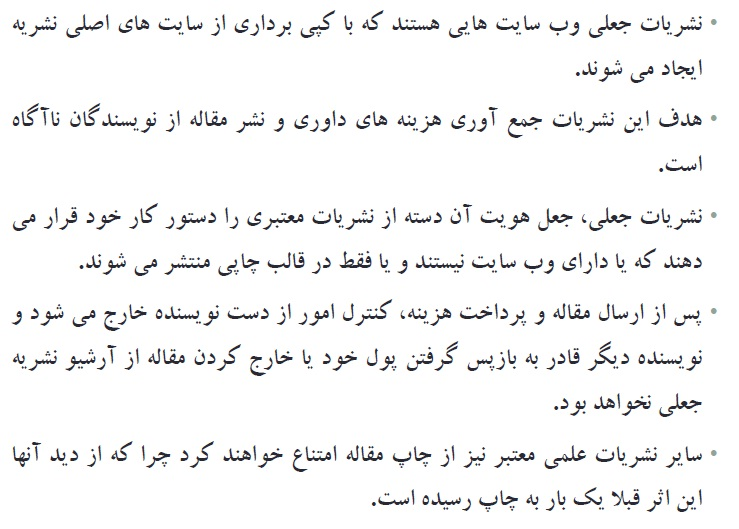 • نشریات جعلی وب سایت هایی هستند که با کپی برداری از سایت های اصلی نشریه
ایجاد می شوند.
• هدف این نشریات جمع آوری هزینه های داوری و نشر مقاله از نویسندگان ناآگاه
است.
• نشریات جعلی، جعل هویت آن دسته از نشریات معتبری را دستور کار خود قرار می
دهند که یا دارای وب سایت نیستند و یا فقط در قالب چاپی منتشر می شوند.
• پس از ارسال مقاله و پرداخت هزینه، کنترل امور از دست نویسنده خارج می شود و
نویسنده دیگر قادر به بازپس گرفتن پول خود یا خارج کردن مقاله از آرشیو نشریه
جعلی نخواهد بود.
• سایر نشریات علمی معتبر نیز از چاپ مقاله امتناع خواهند کرد چرا که از دید آنها
این اثر قبلا یک بار به چاپ رسیده است.